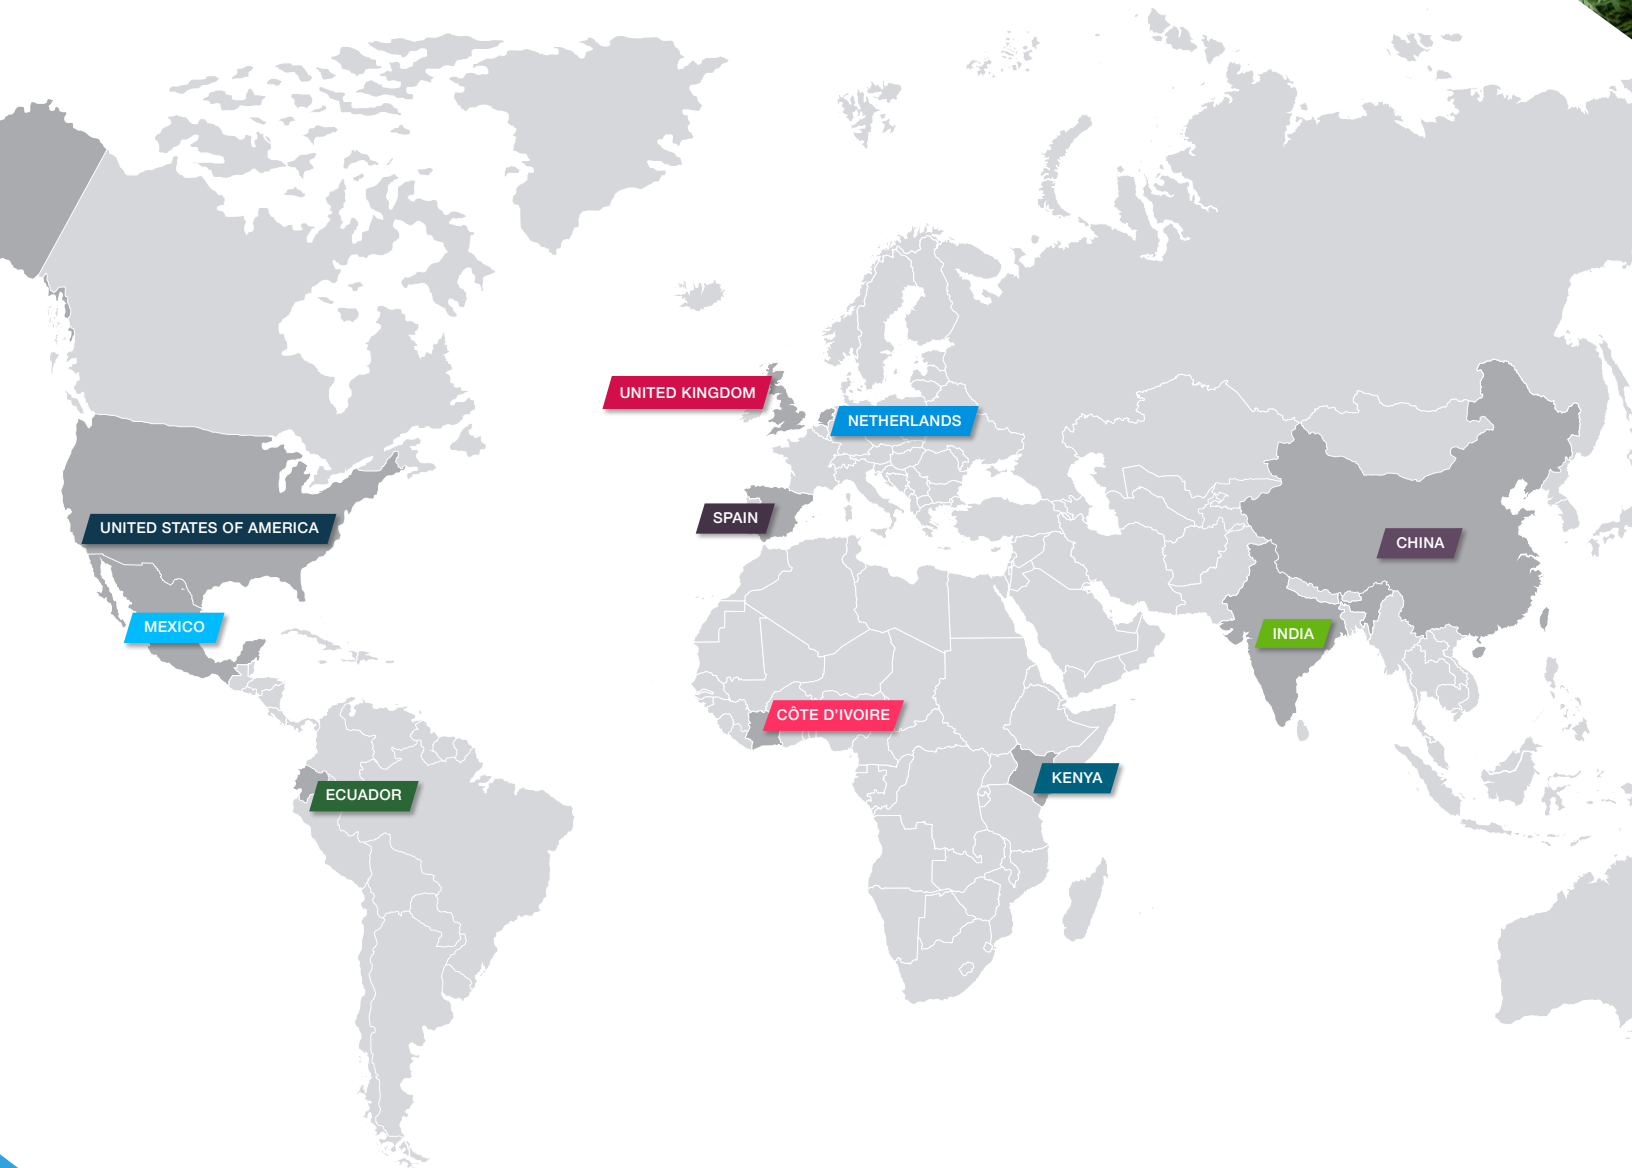 UNITED KINGDOM
NETHERLANDS
SPAIN
UNITED STATES OF AMERICA
CHINA
MEXICO
INDIA
CÔTE D'IVOIRE
KENYA
ECUADOR